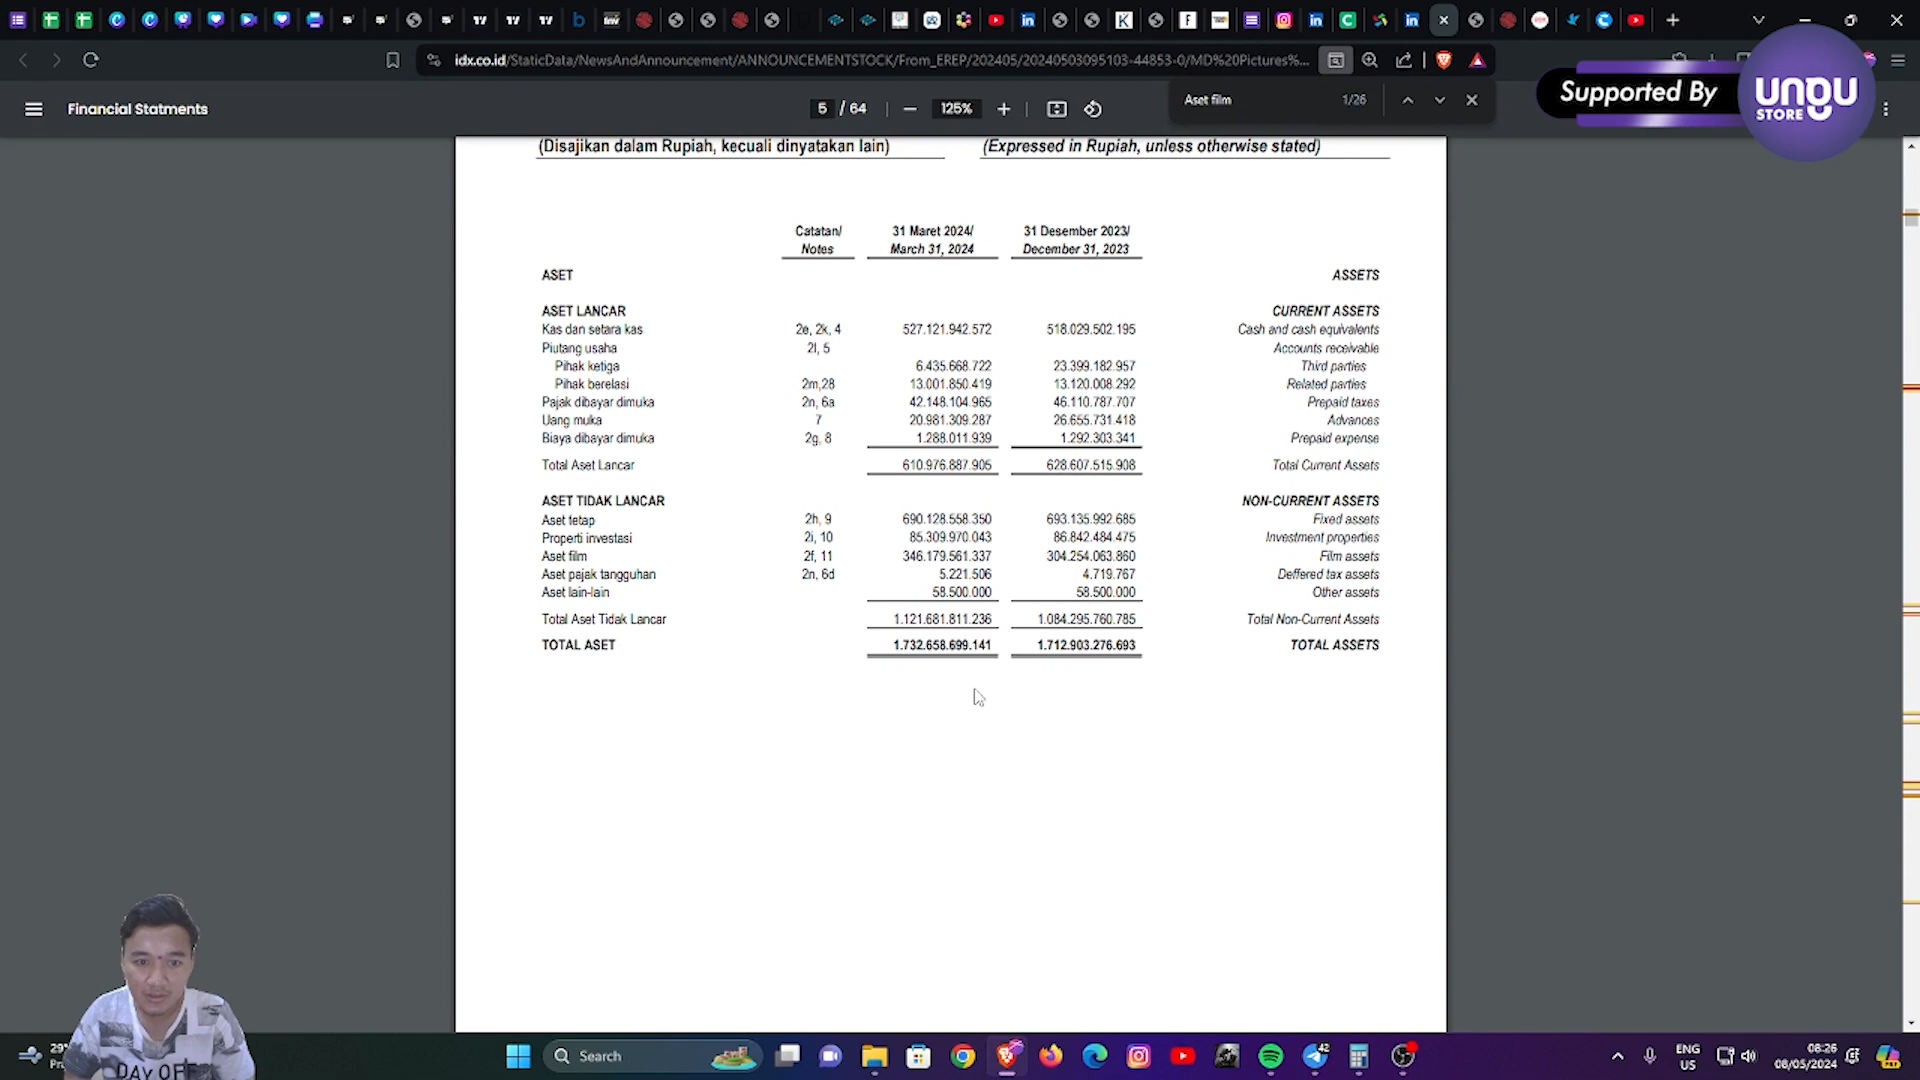 idx.co.id/StaticData/NewsAndAnnouncement/ANNOUNCEMENTSTOCK/From_EREP/202405/20240503095103-44853-0/MD%20Pictures%...
Financial Statments
5 / 64
125%
Aset film
1/26
Supported By
UNGU
STORE
(Disajikan dalam Rupiah, kecuali dinyatakan lain)
(Expressed in Rupiah, unless otherwise stated)
Catatan/ 31 Maret 2024/ 31 Desember 2023/
Notes March 31, 2024 December 31, 2023
ASET ASSETS
ASET LANCAR CURRENT ASSETS
Kas dan setara kas 2e, 2k, 4 527.121.942.572 518.029.502.195 Cash and cash equivalents
Piutang usaha 2l, 5 Accounts receivable
Pihak ketiga 6.435.668.722 23.399.182.957 Third parties
Pihak berelasi 2m,28 13.001.850.419 13.120.008.292 Related parties
Pajak dibayar dimuka 2n, 6a 42.148.104.965 46.110.787.707 Prepaid taxes
Uang muka 7 20.981.309.287 26.655.731.418 Advances
Biaya dibayar dimuka 2g, 8 1.288.011.939 1.292.303.341 Prepaid expense
Total Aset Lancar 610.976.887.905 628.607.515.908 Total Current Assets
ASET TIDAK LANCAR NON-CURRENT ASSETS
Aset tetap 2h, 9 690.128.558.350 693.135.992.685 Fixed assets
Properti investasi 2i, 10 85.309.970.043 86.842.484.475 Investment properties
Aset film 2f, 11 346.179.561.337 304.254.063.860 Film assets
Aset pajak tangguhan 2n, 6d 5.221.506 4.719.767 Deffered tax assets
Aset lain-lain 58.500.000 58.500.000 Other assets
Total Aset Tidak Lancar 1.121.681.811.236 1.084.295.760.785 Total Non-Current Assets
TOTAL ASET 1.732.658.699.141 1.712.903.276.693 TOTAL ASSETS
DAY OFF
Search
42
ENG
US
08:26
08/05/2024